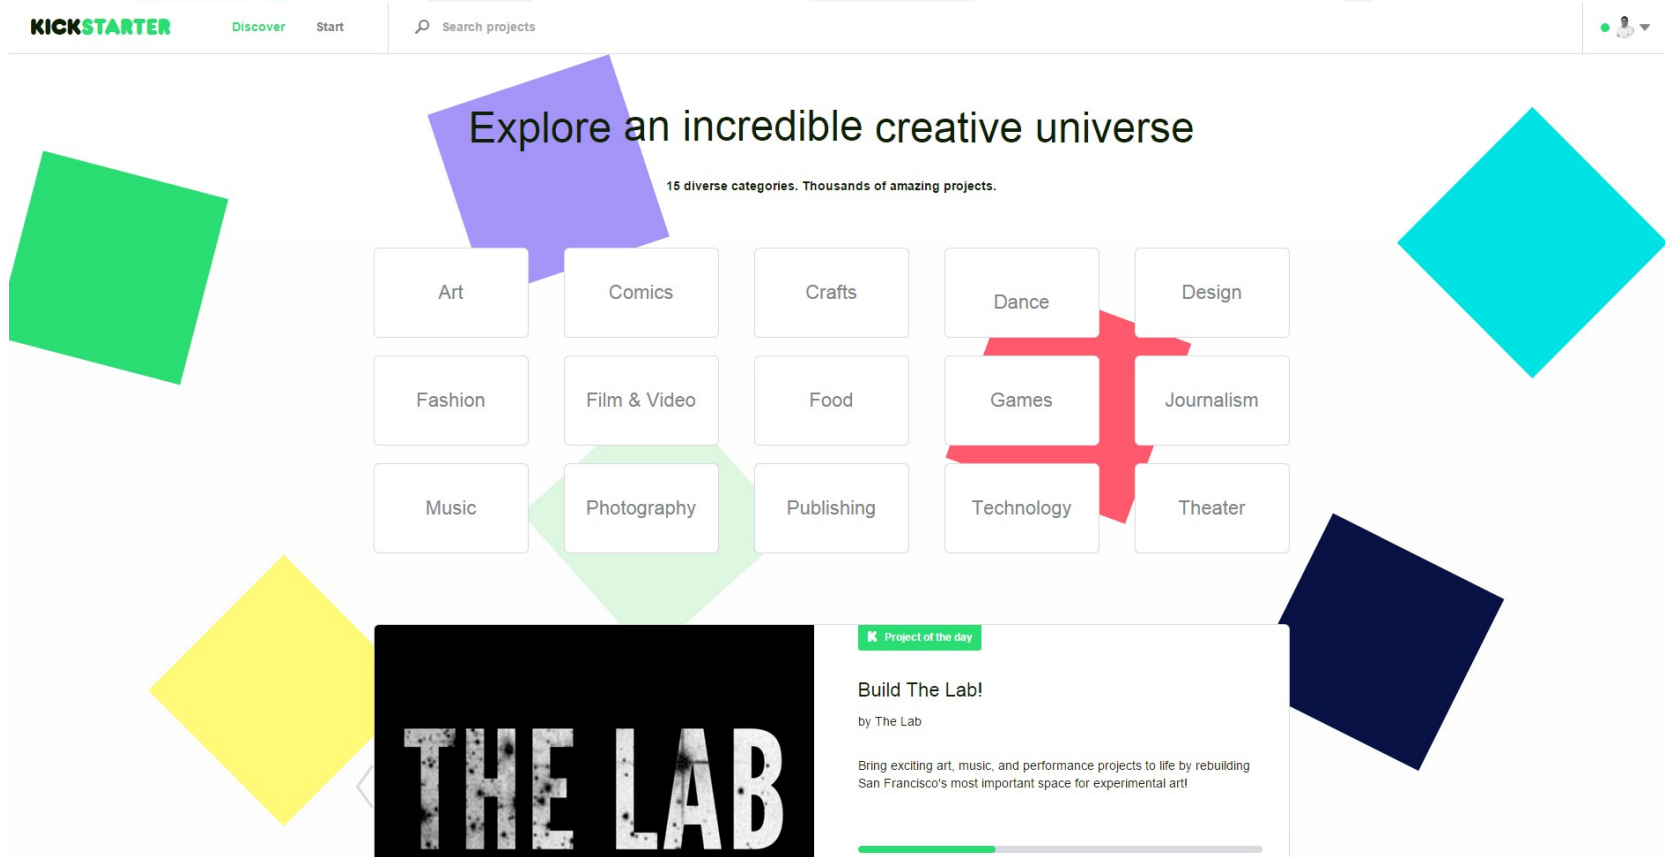 KICKSTARTER Discover Start Search projects
Explore an incredible creative universe
15 diverse categories. Thousands of amazing projects.
Art Comics Crafts Dance Design
Fashion Film & Video Food Games Journalism
Music Photography Publishing Technology Theater
THE LAB
K Project of the day
Build The Lab!
by The Lab
Bring exciting art, music, and performance projects to life by rebuilding
San Francisco's most important space for experimental art!